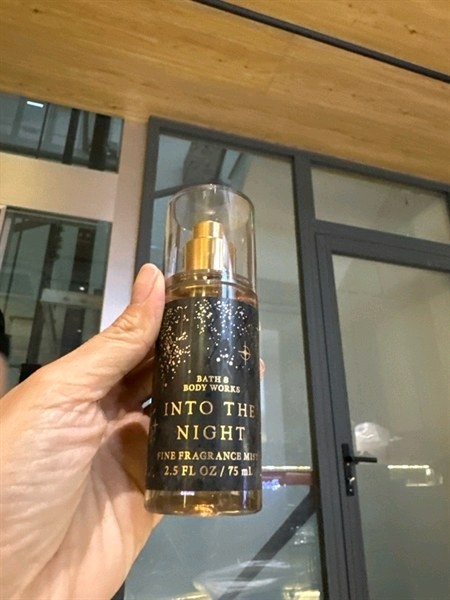 BATH &
BODY WORKS
INTO THE
NIGHT
FINE FRAGRANCE MIST
2.5 FL OZ / 75 mL